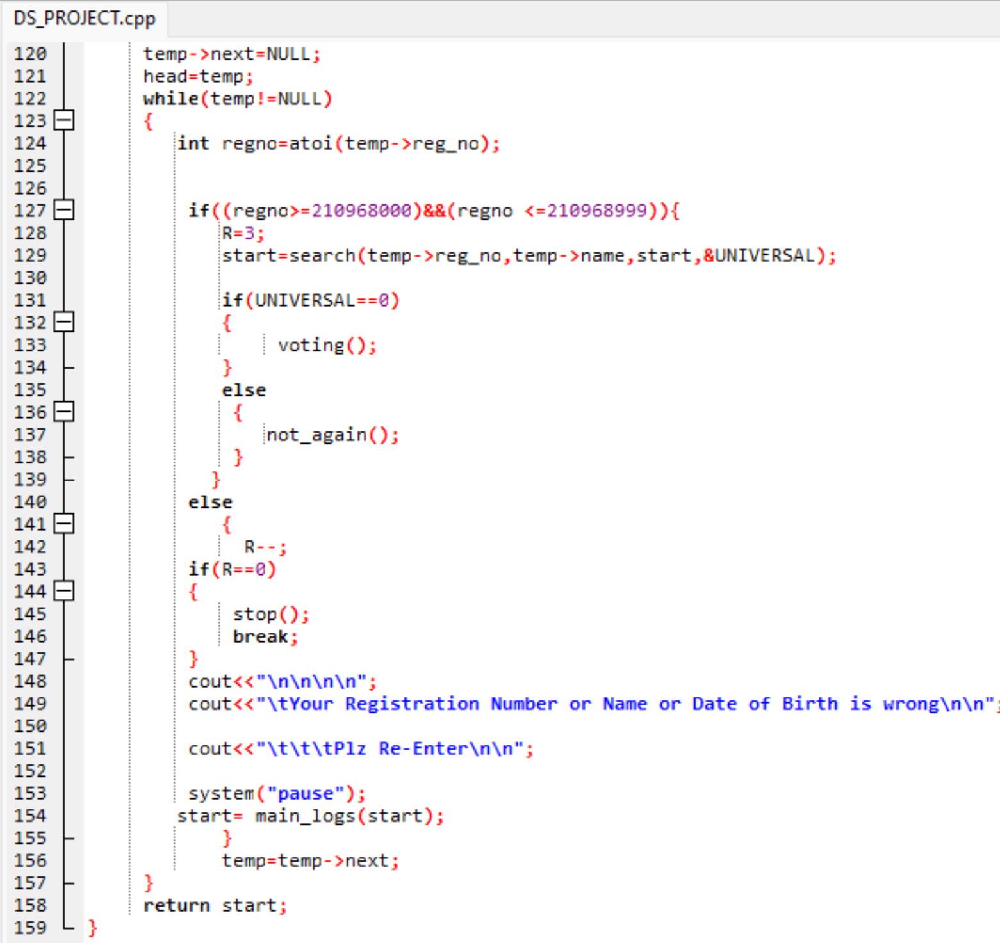 DS_PROJECT.cpp
120 temp->next=NULL;
121 head=temp;
122 while(temp!=NULL)
123 {
124 int regno=atoi(temp->reg_no);
125
126
127 if((regno>=210968000)&&(regno <=210968999)){
128 R=3;
129 start=search(temp->reg_no,temp->name,start,&UNIVERSAL);
130
131 if(UNIVERSAL==0)
132 {
133 voting();
134 }
135 else
136 {
137 not_again();
138 }
139 }
140 else
141 {
142 R--;
143 if(R==0)
144 {
145 stop();
146 break;
147 }
148 cout<<"\n\n\n\n";
149 cout<<"\tYour Registration Number or Name or Date of Birth is wrong\n\n";
150
151 cout<<"\t\t\tPlz Re-Enter\n\n";
152
153 system("pause");
154 start= main_logs(start);
155 }
156 temp=temp->next;
157 }
158 return start;
159 }